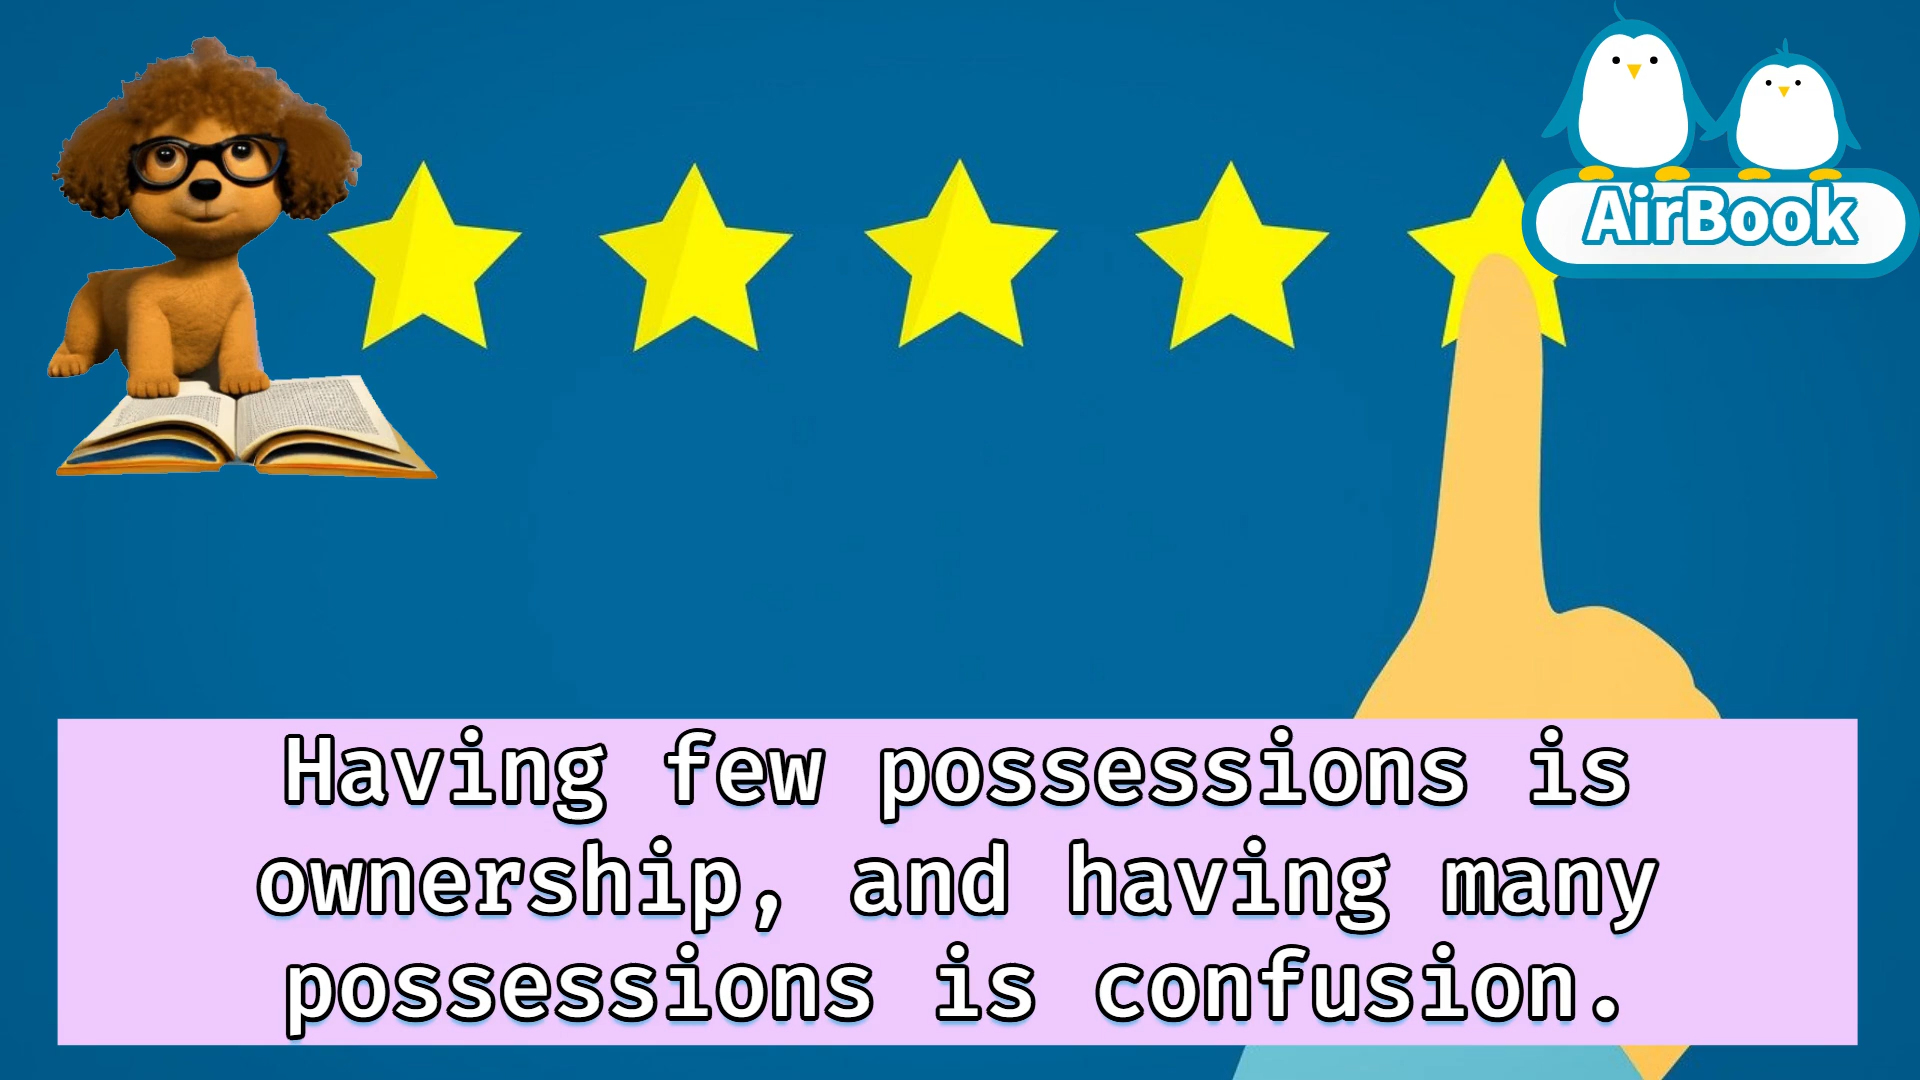 AirBook
Having few possessions is
ownership, and having many
possessions is confusion.